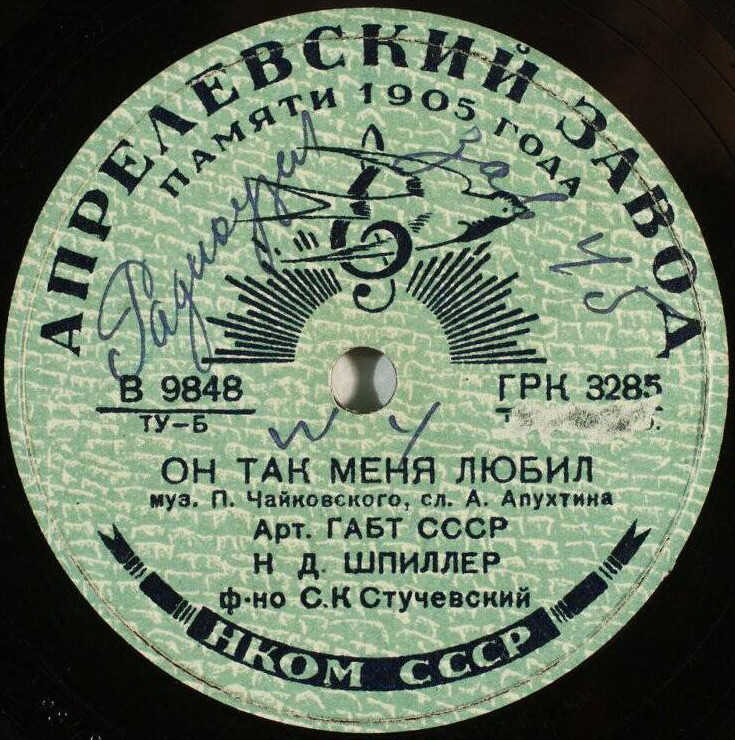 АПРЕЛЕВСКИЙ ЗАВОД
ПАМЯТИ 1905 ГОДА
В 9848
ТУ-Б
ГРК 3285
ОН ТАК МЕНЯ ЛЮБИЛ
муз. П. Чайковского, сл. А. Апухтина
Арт. ГАБТ СССР
Н Д. ШПИЛЛЕР
ф-но С.К Стучевский
НКОМ СССР